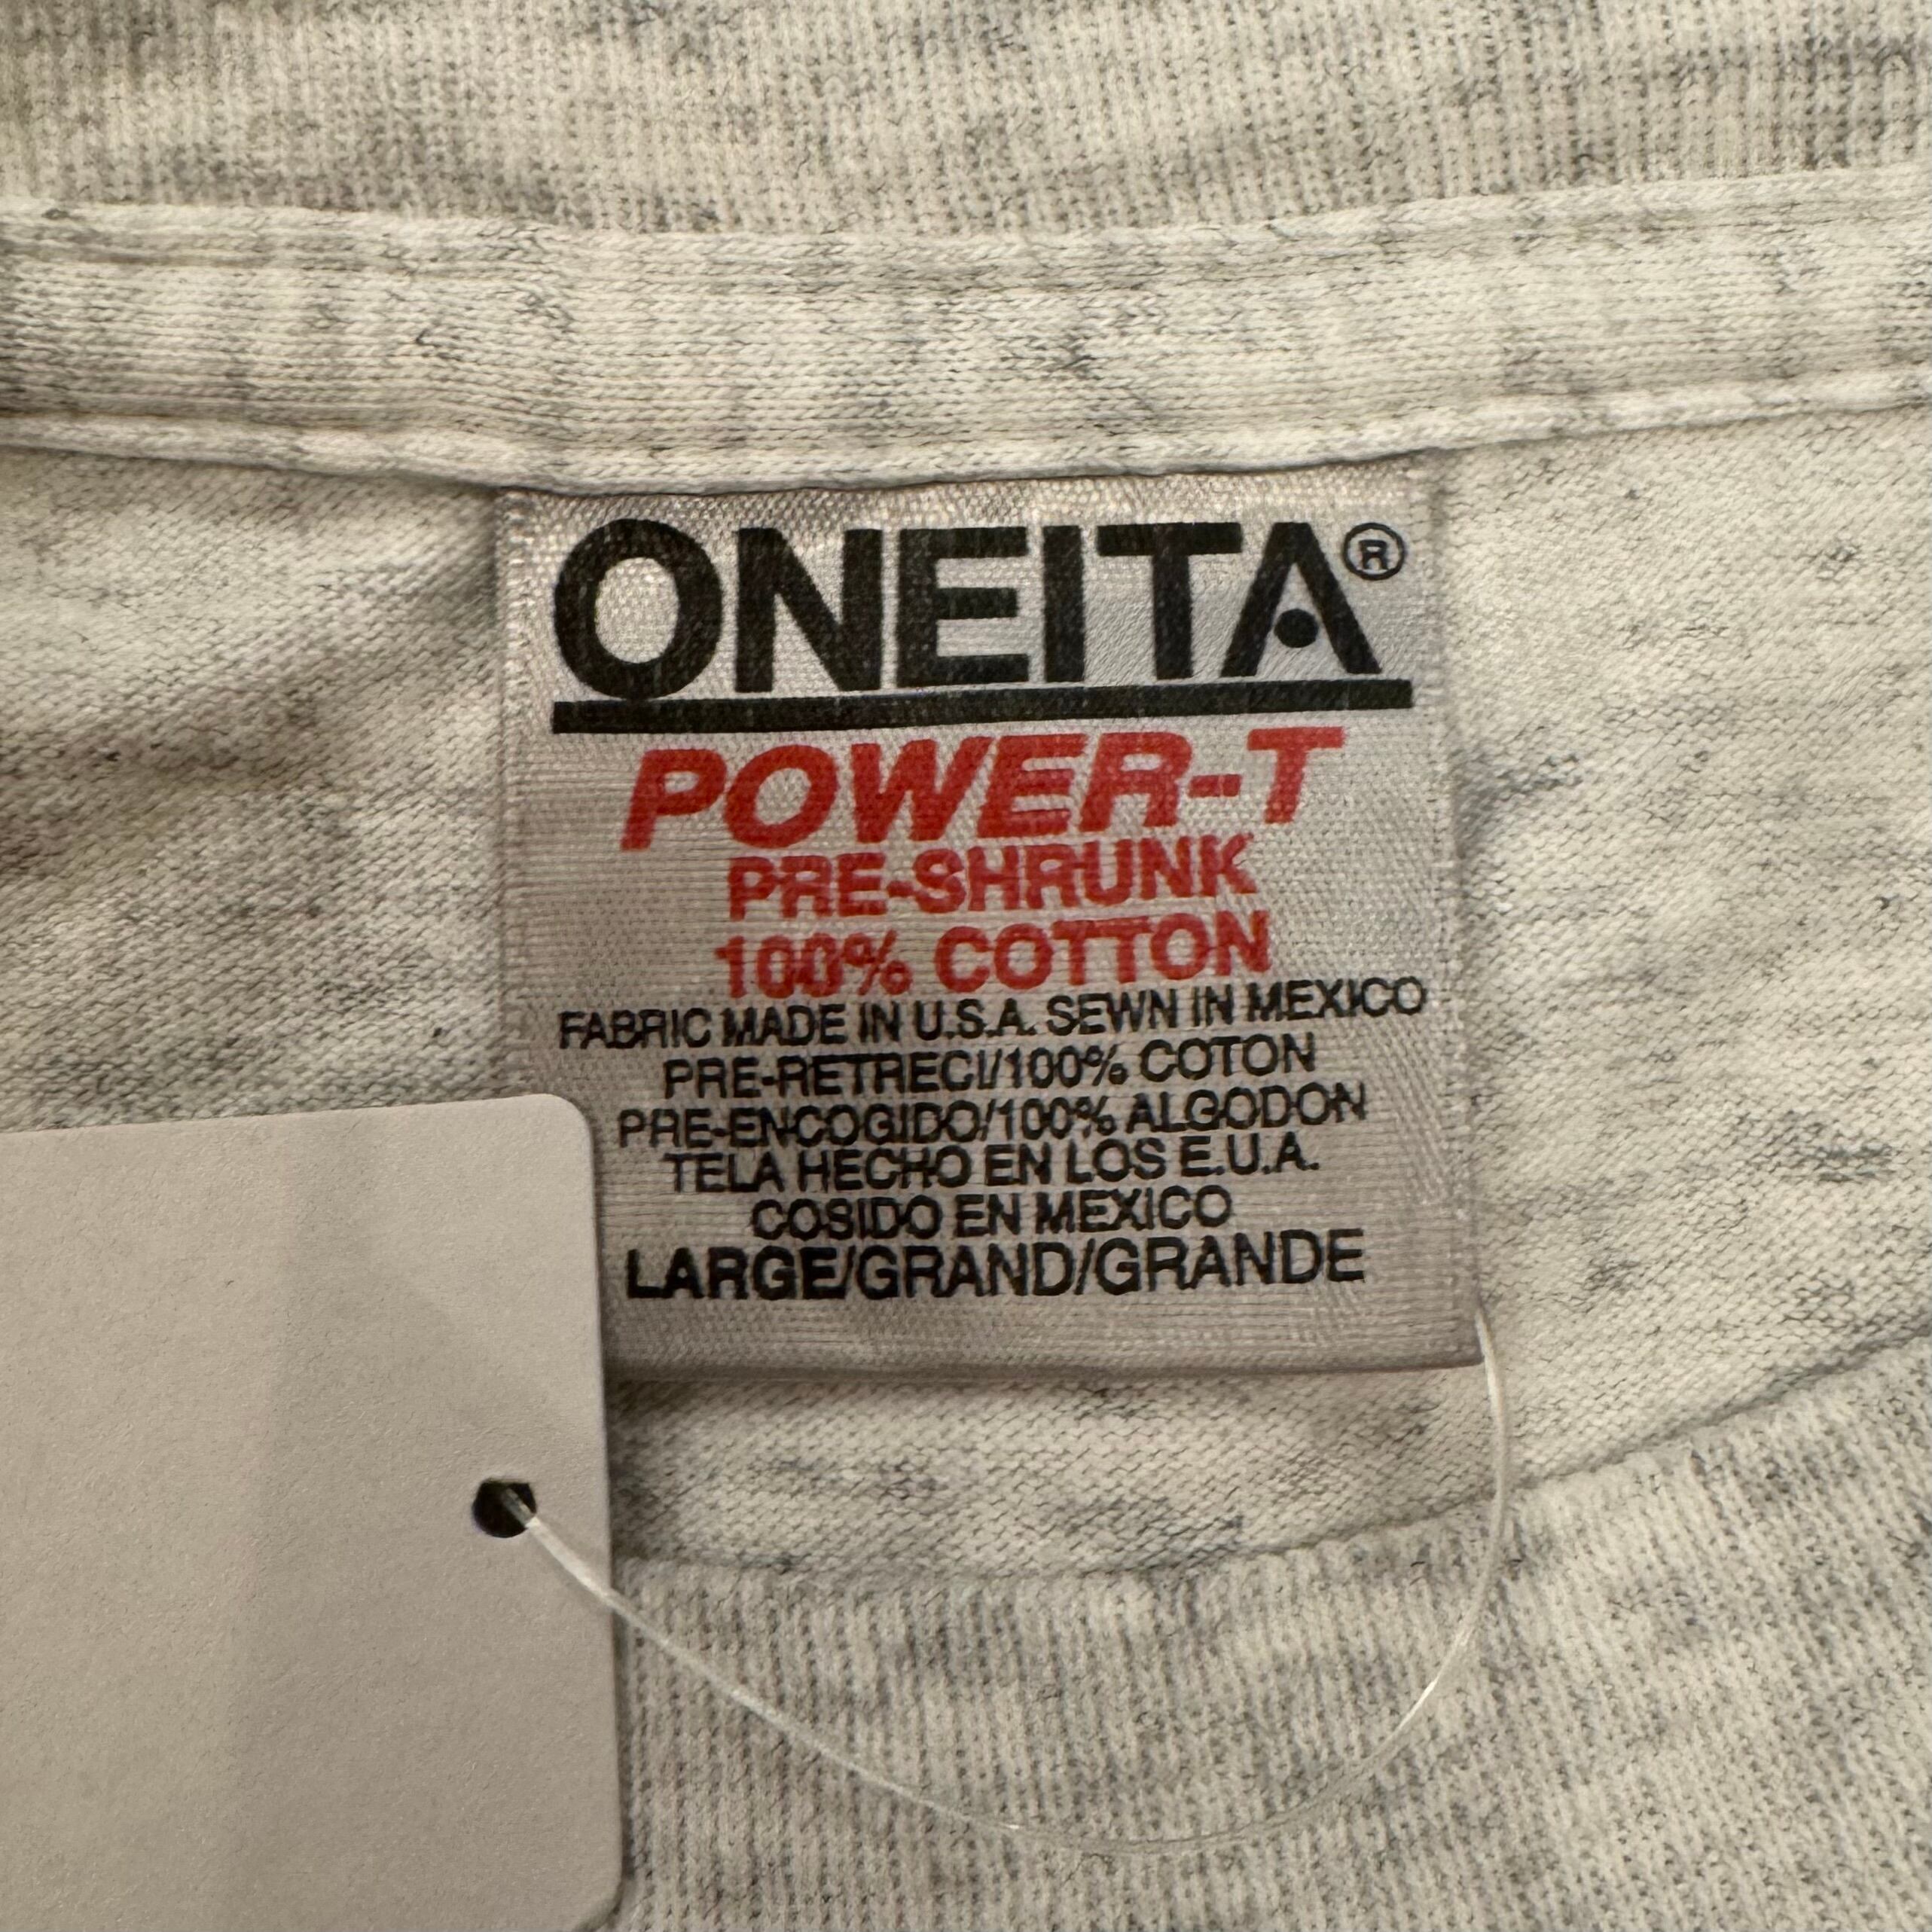 ONEITA®
POWER-T
PRE-SHRUNK
100% COTTON
FABRIC MADE IN U.S.A. SEWN IN MEXICO
PRE-RETRECI/100% COTON
PRE-ENCOGIDO/100% ALGODON
TELA HECHO EN LOS E.U.A.
COSIDO EN MEXICO
LARGE/GRAND/GRANDE